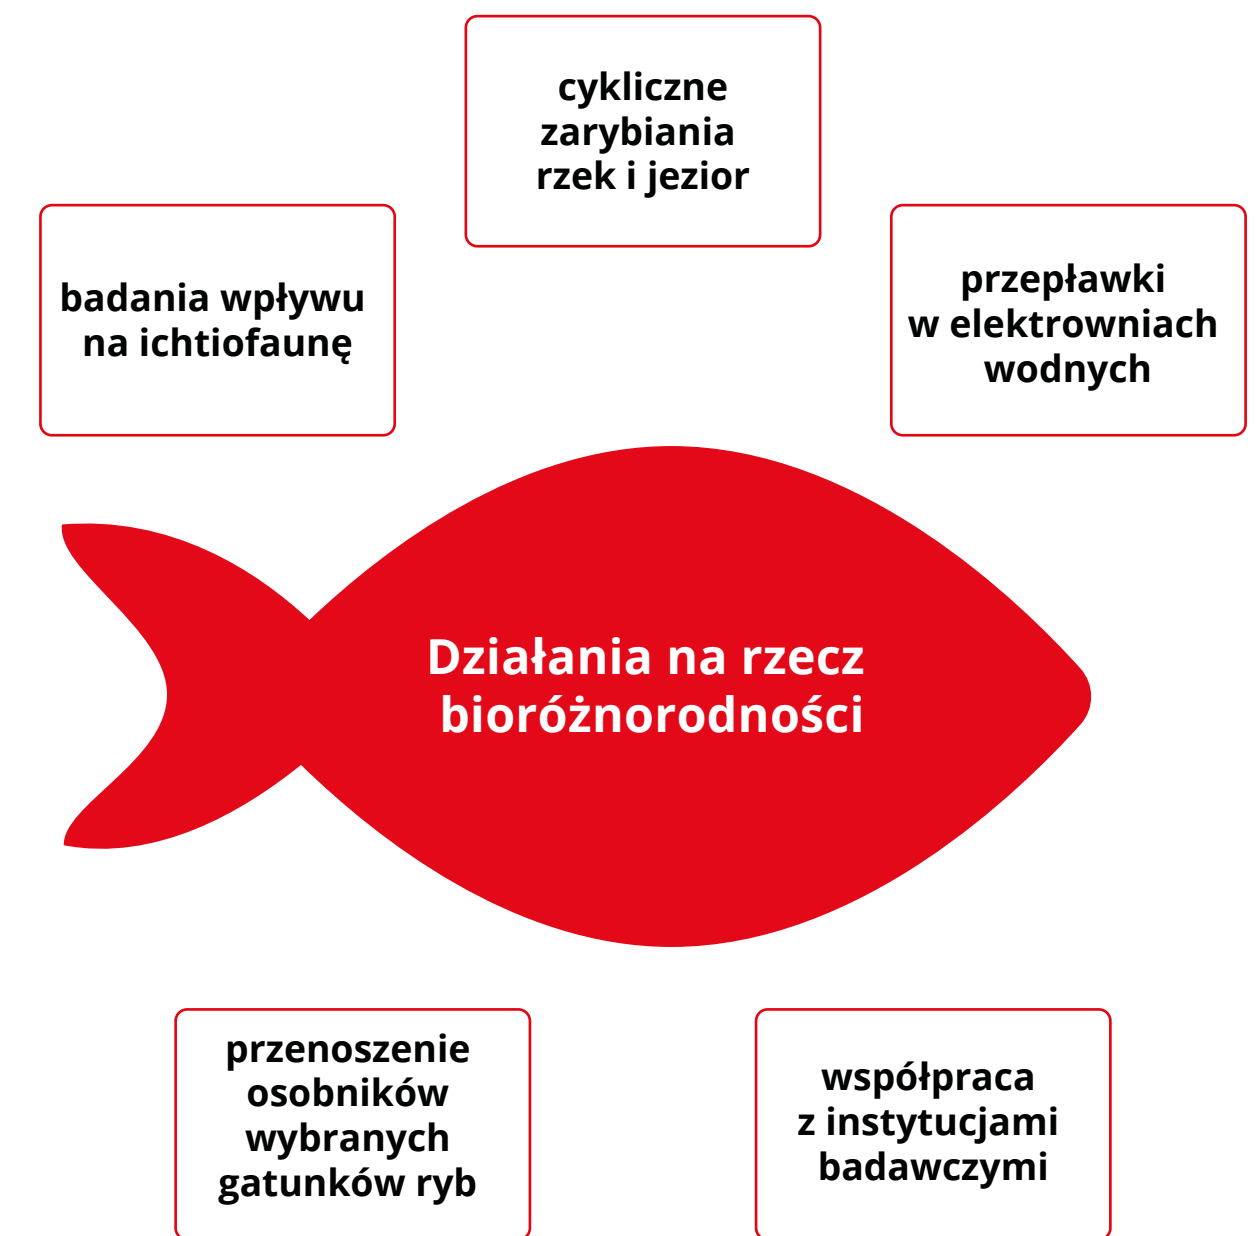 cykliczne
zarybiania
rzek i jezior
badania wpływu
na ichtiofaunę
przepławki
w elektrowniach
wodnych
Działania na rzecz
bioróżnorodności
przenoszenie
osobników
wybranych
gatunków ryb
współpraca
z instytucjami
badawczymi